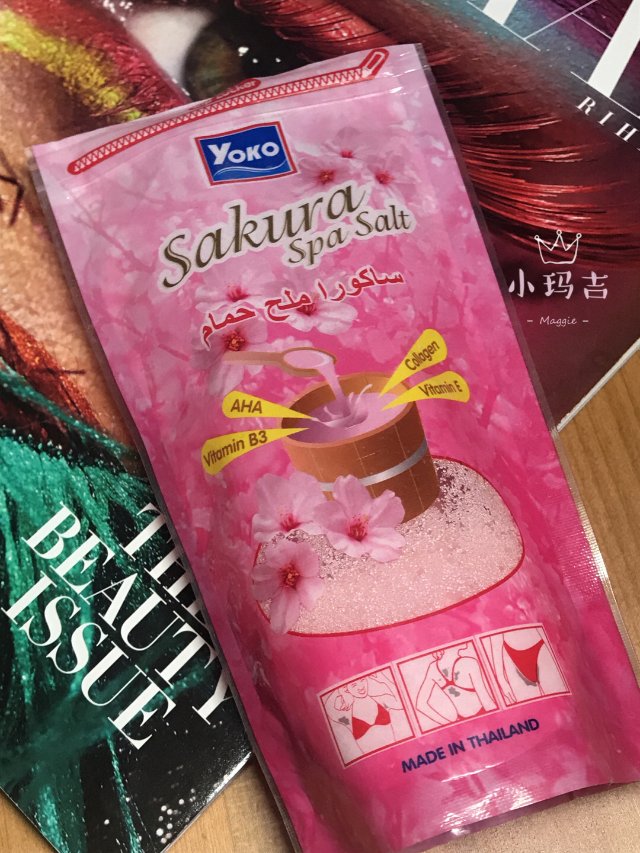 YOKO
Sakura
Spa Salt
ساكورا ملح حمام
Collagen
Vitamin E
AHA
Vitamin B3
MADE IN THAILAND
THE
BEAUTY
ISSUE
RIH
小玛吉
- Maggie -